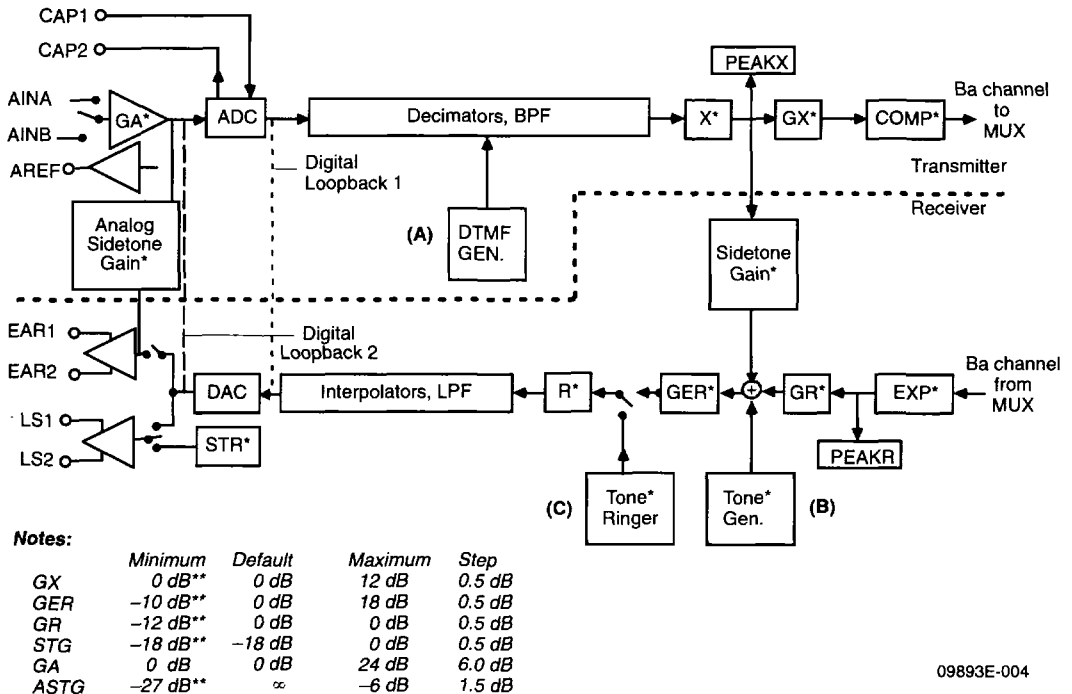 CAP1
CAP2
AINA
AINB
AREF
GA*
ADC
Decimators, BPF
PEAKX
X*
GX*
COMP*
Ba channel
to
MUX
Digital
Loopback 1
Transmitter
Receiver
Analog
Sidetone
Gain*
(A)
DTMF
GEN.
Sidetone
Gain*
EAR1
EAR2
Digital
Loopback 2
DAC
Interpolators, LPF
R*
GER*
+
GR*
EXP*
Ba channel
from
MUX
LS1
LS2
STR*
PEAKR
(C)
Tone*
Ringer
Tone*
Gen.
(B)
Notes:
Minimum Default Maximum Step
GX 0 dB** 0 dB 12 dB 0.5 dB
GER –10 dB** 0 dB 18 dB 0.5 dB
GR –12 dB** 0 dB 0 dB 0.5 dB
STG –18 dB** –18 dB 0 dB 0.5 dB
GA 0 dB 0 dB 24 dB 6.0 dB
ASTG –27 dB** ∞ –6 dB 1.5 dB
09893E-004